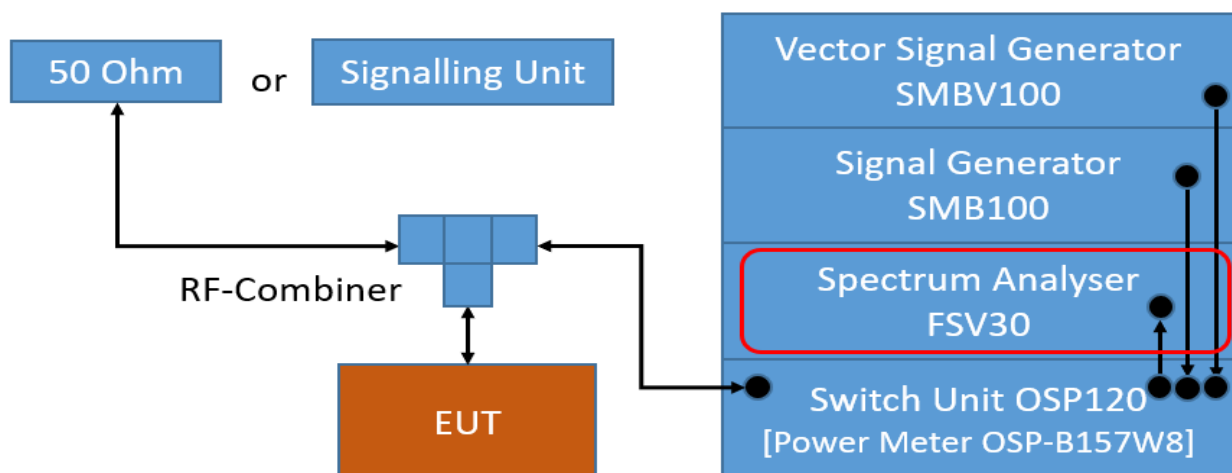 50 Ohm
or
Signalling Unit
RF-Combiner
EUT
Vector Signal Generator
SMBV100
Signal Generator
SMB100
Spectrum Analyser
FSV30
Switch Unit OSP120
[Power Meter OSP-B157W8]